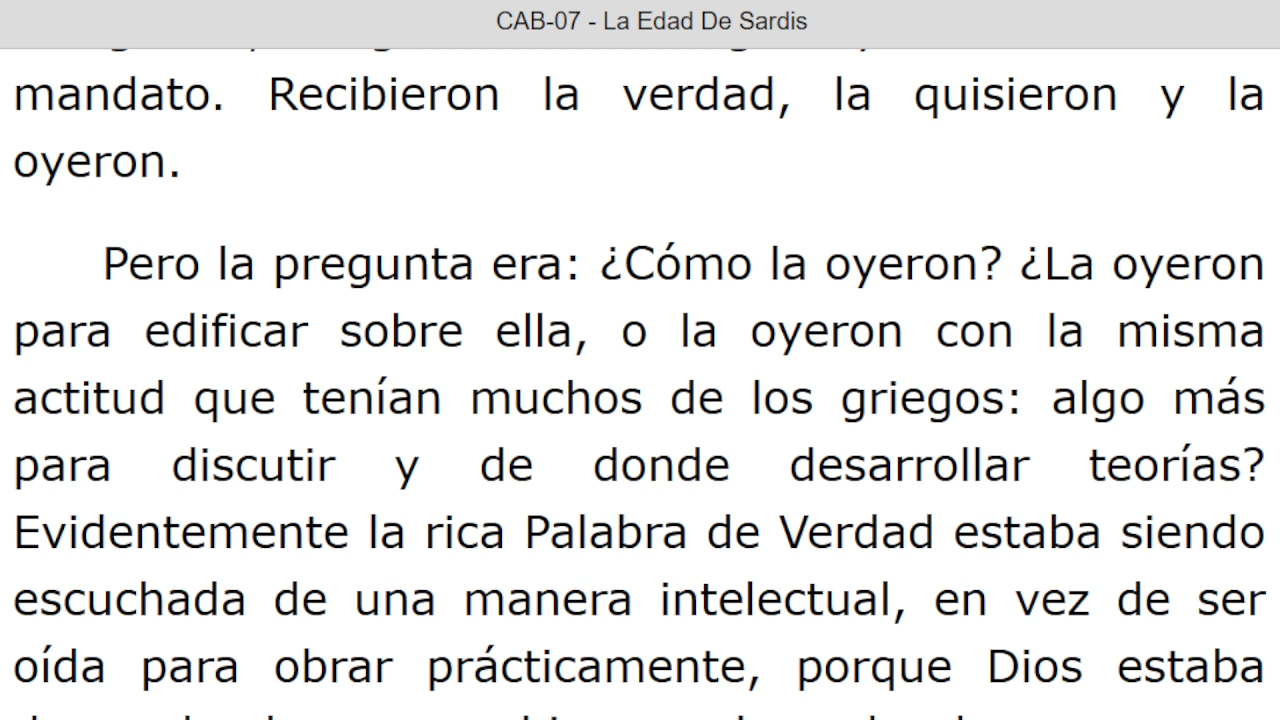 CAB-07 - La Edad De Sardis
mandato. Recibieron la verdad, la quisieron y la
oyeron.
Pero la pregunta era: ¿Cómo la oyeron? ¿La oyeron
para edificar sobre ella, o la oyeron con la misma
actitud que tenían muchos de los griegos: algo más
para discutir y de donde desarrollar teorías?
Evidentemente la rica Palabra de Verdad estaba siendo
escuchada de una manera intelectual, en vez de ser
oída para obrar prácticamente, porque Dios estaba